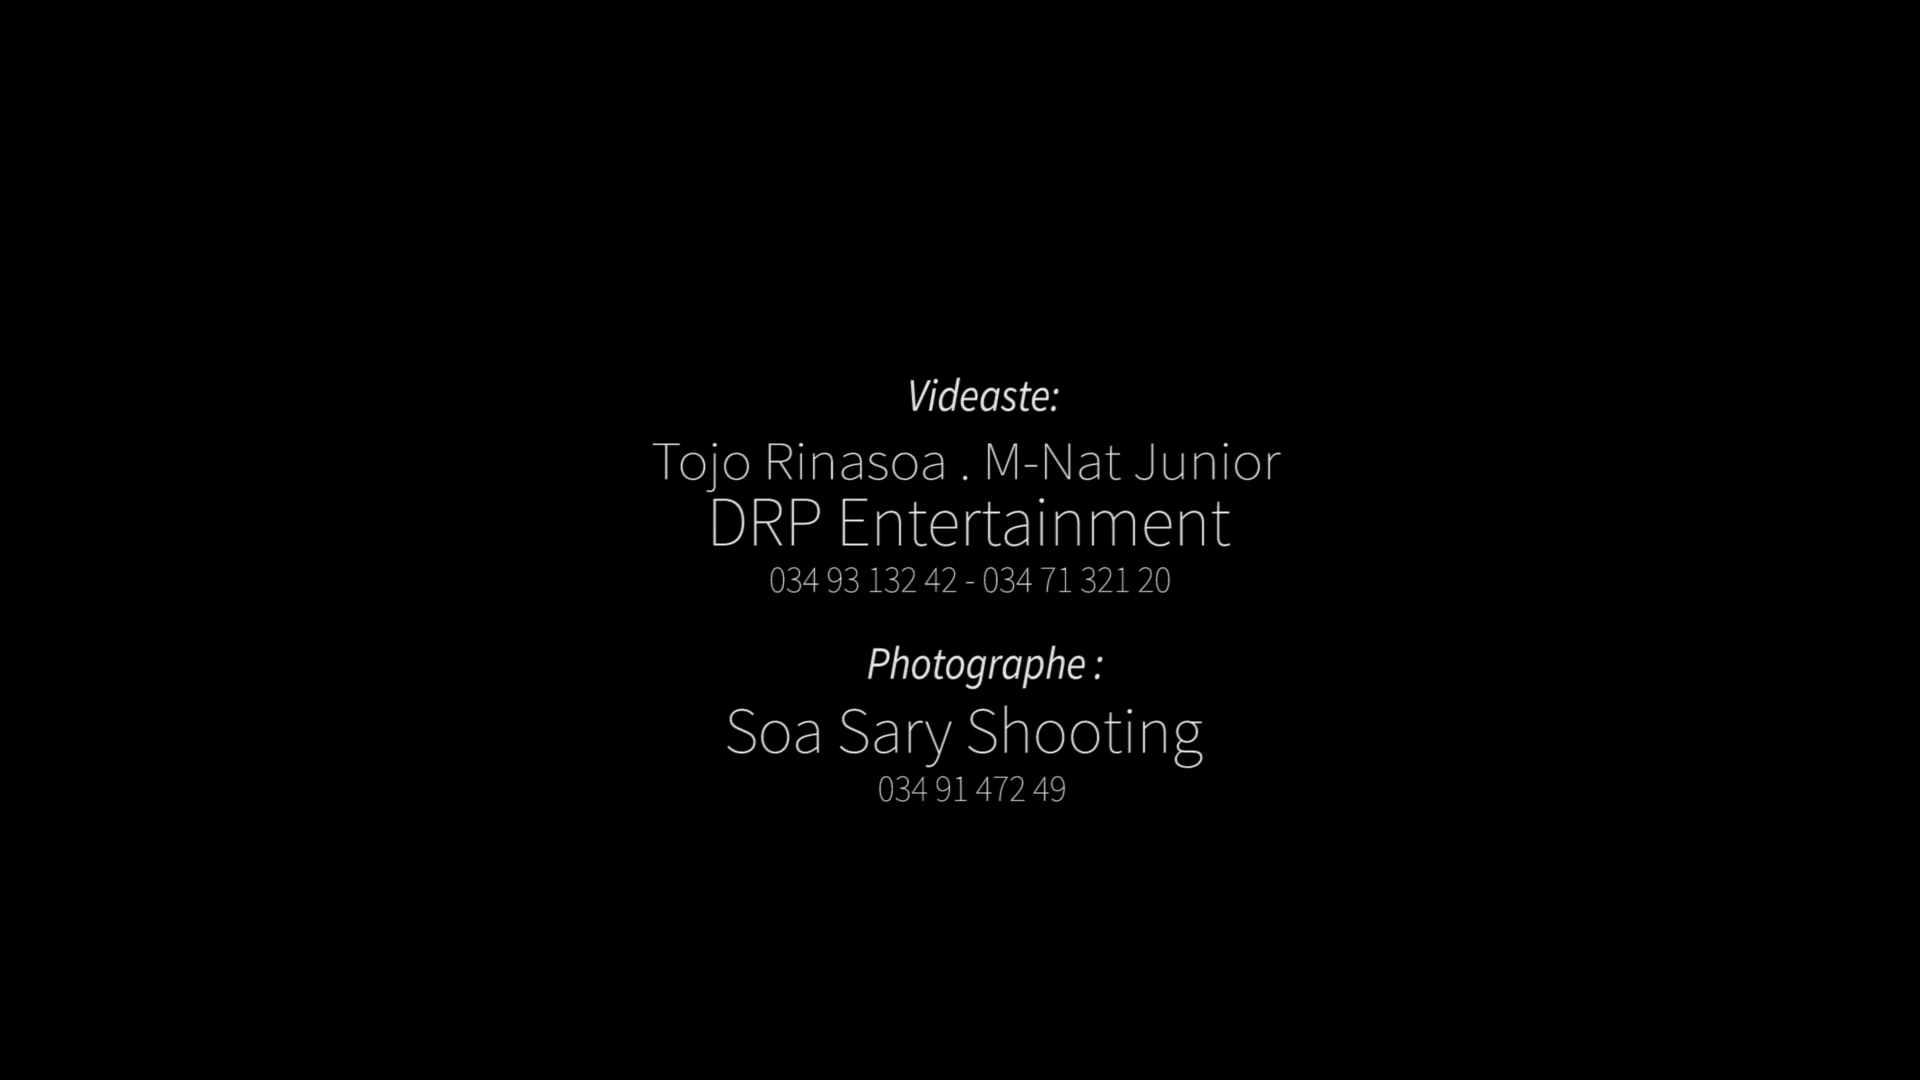 Videaste:
Tojo Rinasoa . M-Nat Junior
DRP Entertainment
034 93 132 42 - 034 71 321 20
Photographe :
Soa Sary Shooting
034 91 472 49